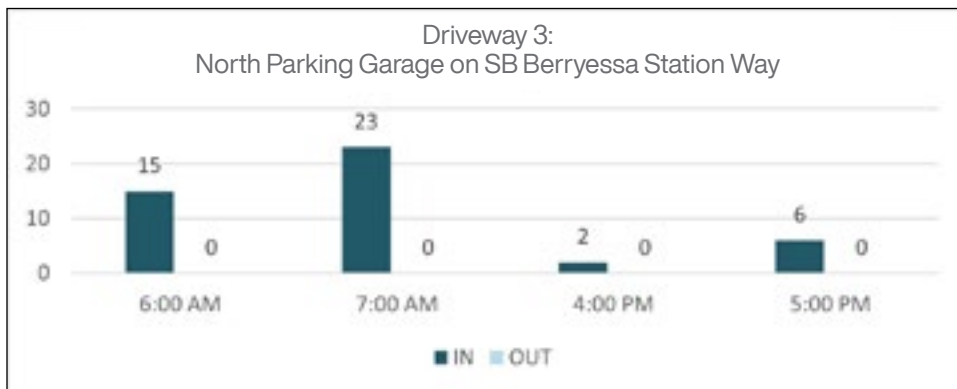 Driveway 3:
North Parking Garage on SB Berryessa Station Way
30
20
10
0
15
0
23
0
2
0
6
0
6:00 AM
7:00 AM
4:00 PM
5:00 PM
IN OUT